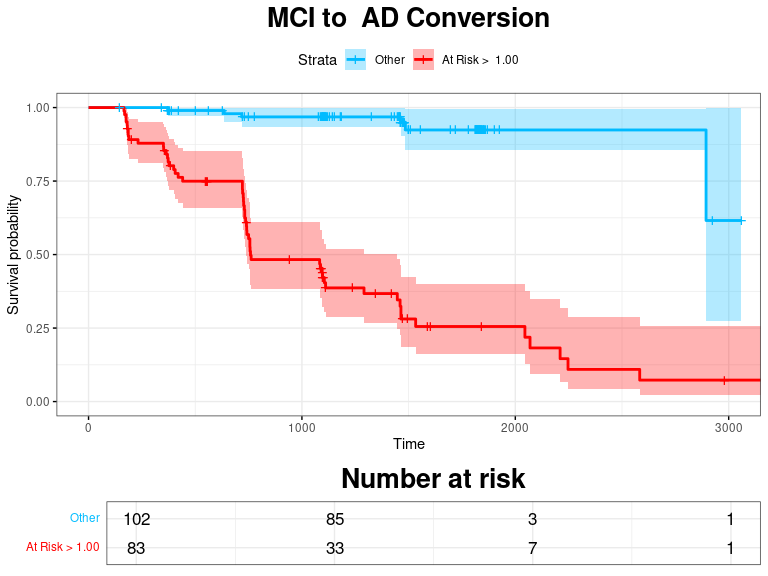 MCI to  AD Conversion
Strata Other At Risk > 1.00
1.00
0.75
0.50
0.25
0.00
Survival probability
0 1000 2000 3000
Time
Number at risk
Other 102 85 3 1
At Risk > 1.00 83 33 7 1